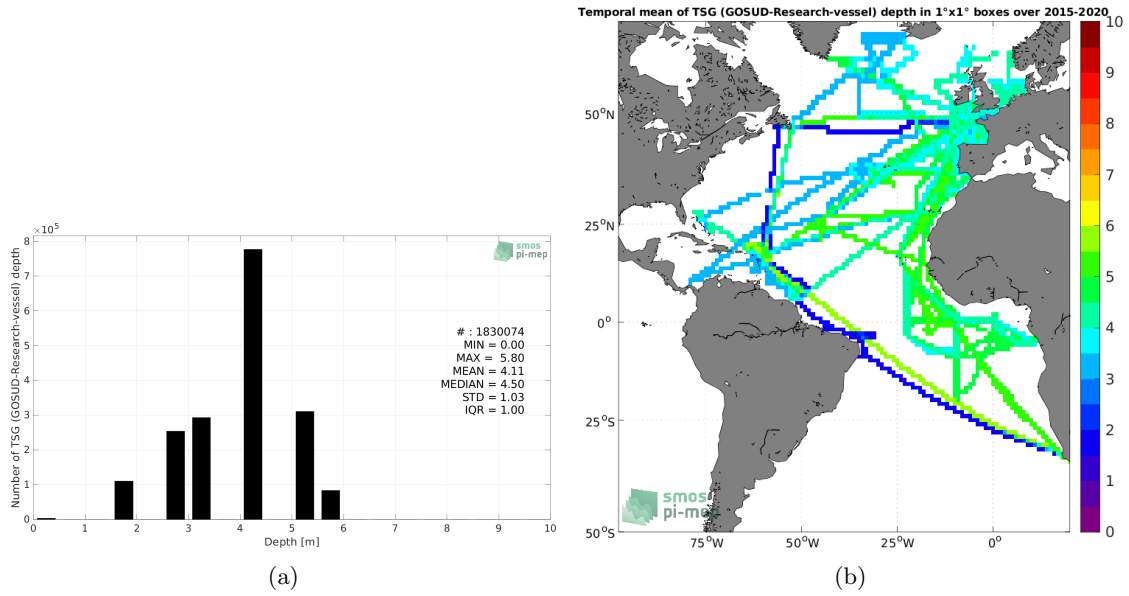 Temporal mean of TSG (GOSUD-Research-vessel) depth in 1°x1° boxes over 2015-2020
×10⁵
8
7
6
5
4
3
2
1
0
Number of TSG (GOSUD-Research-vessel) depth
smos
pi-mep
# : 1830074
MIN = 0.00
MAX = 5.80
MEAN = 4.11
MEDIAN = 4.50
STD = 1.03
IQR = 1.00
0 1 2 3 4 5 6 7 8 9 10
Depth [m]
(a)
50°N
25°N
0°
25°S
50°S
75°W 50°W 25°W 0°
smos
pi-mep
10
9
8
7
6
5
4
3
2
1
0
(b)